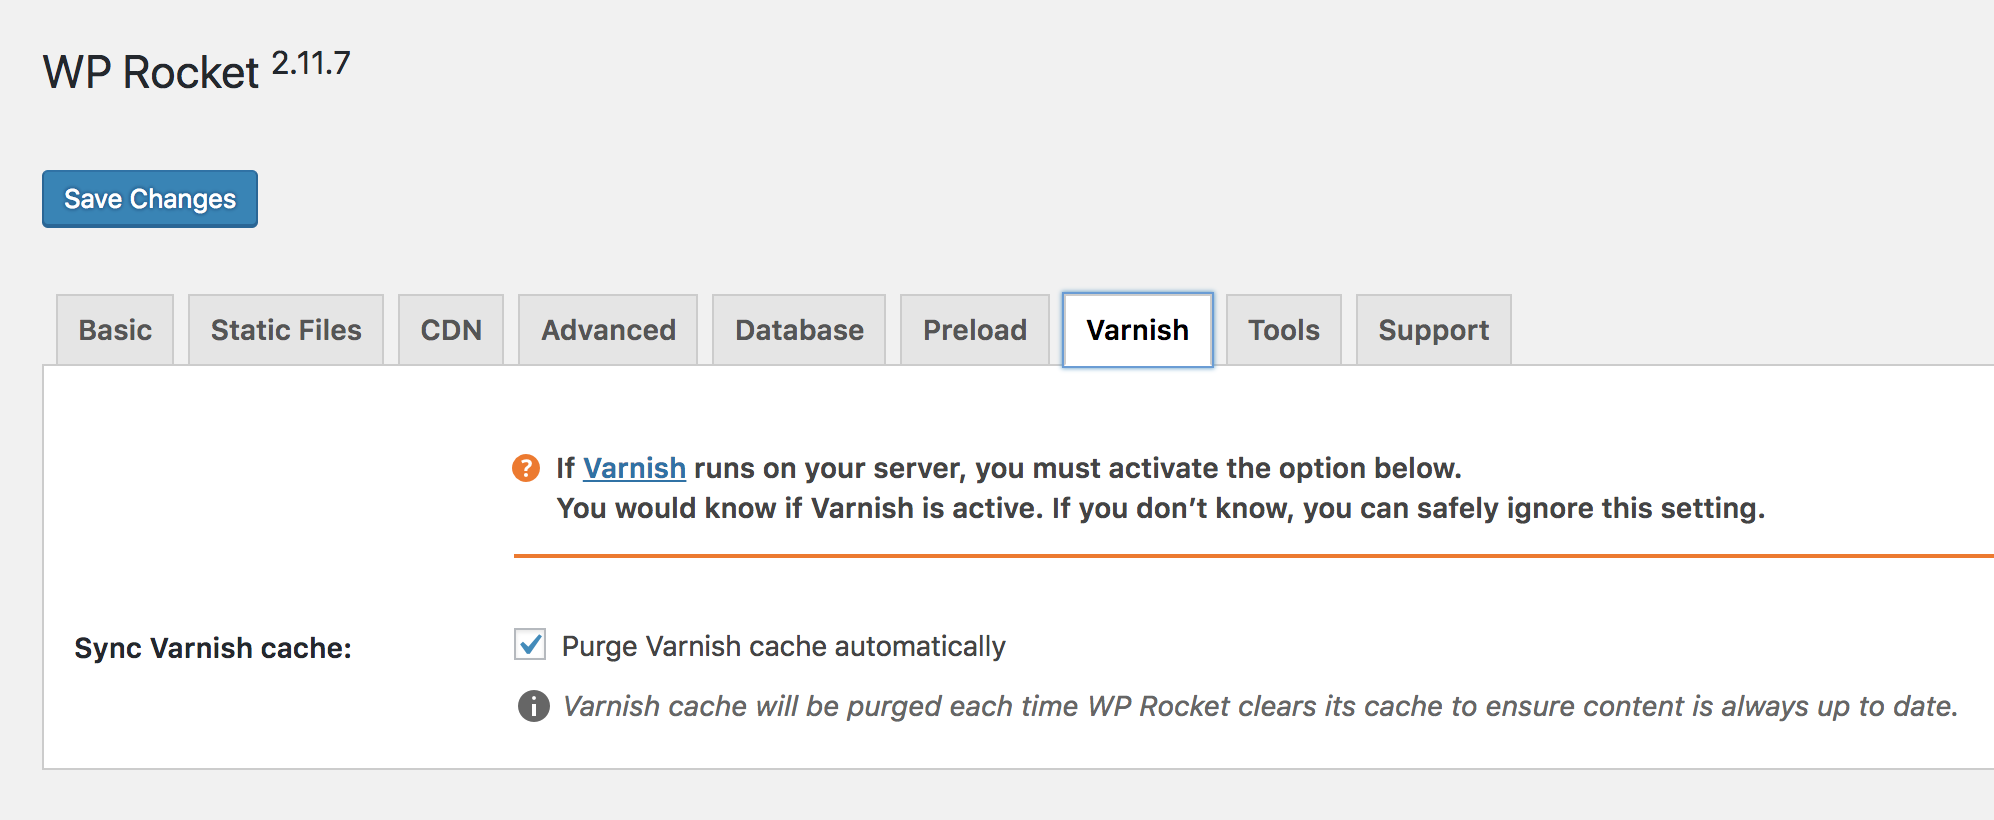 WP Rocket 2.11.7
Save Changes
Basic Static Files CDN Advanced Database Preload Varnish Tools Support
If Varnish runs on your server, you must activate the option below.
You would know if Varnish is active. If you don’t know, you can safely ignore this setting.
Sync Varnish cache: Purge Varnish cache automatically
Varnish cache will be purged each time WP Rocket clears its cache to ensure content is always up to date.